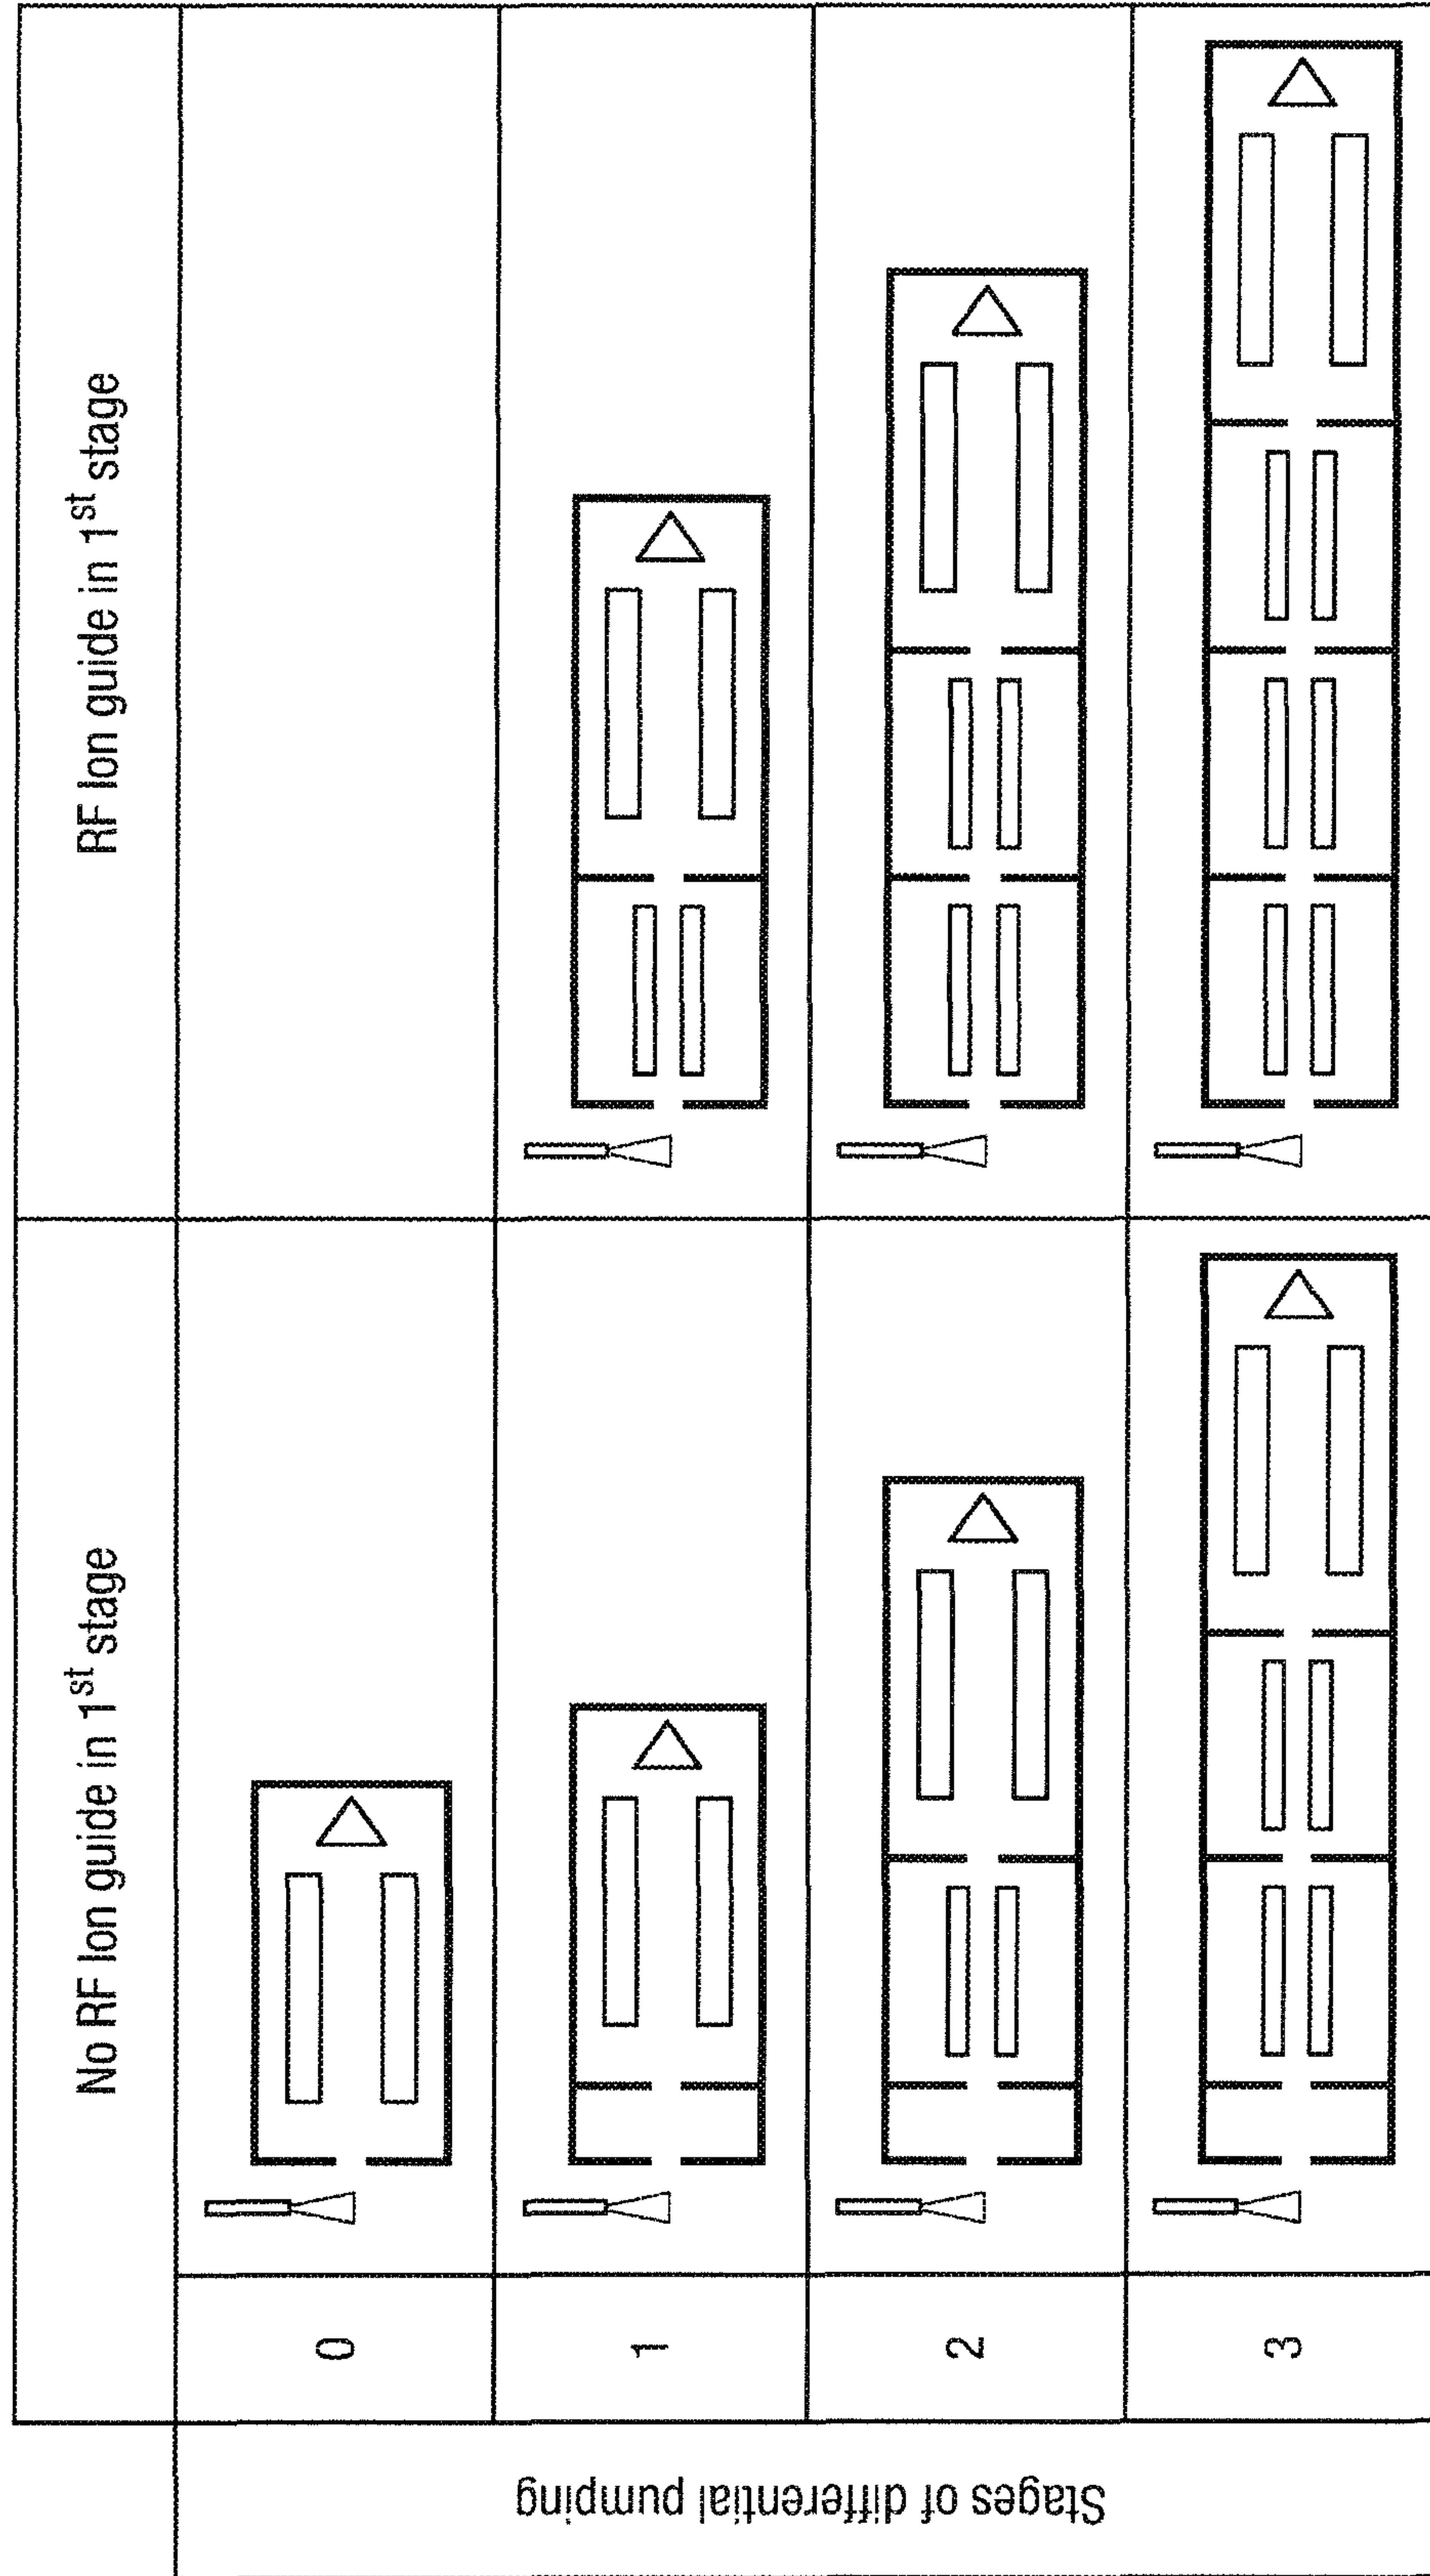 No RF Ion guide in 1st stage
RF Ion guide in 1st stage
Stages of differential pumping
0
1
2
3